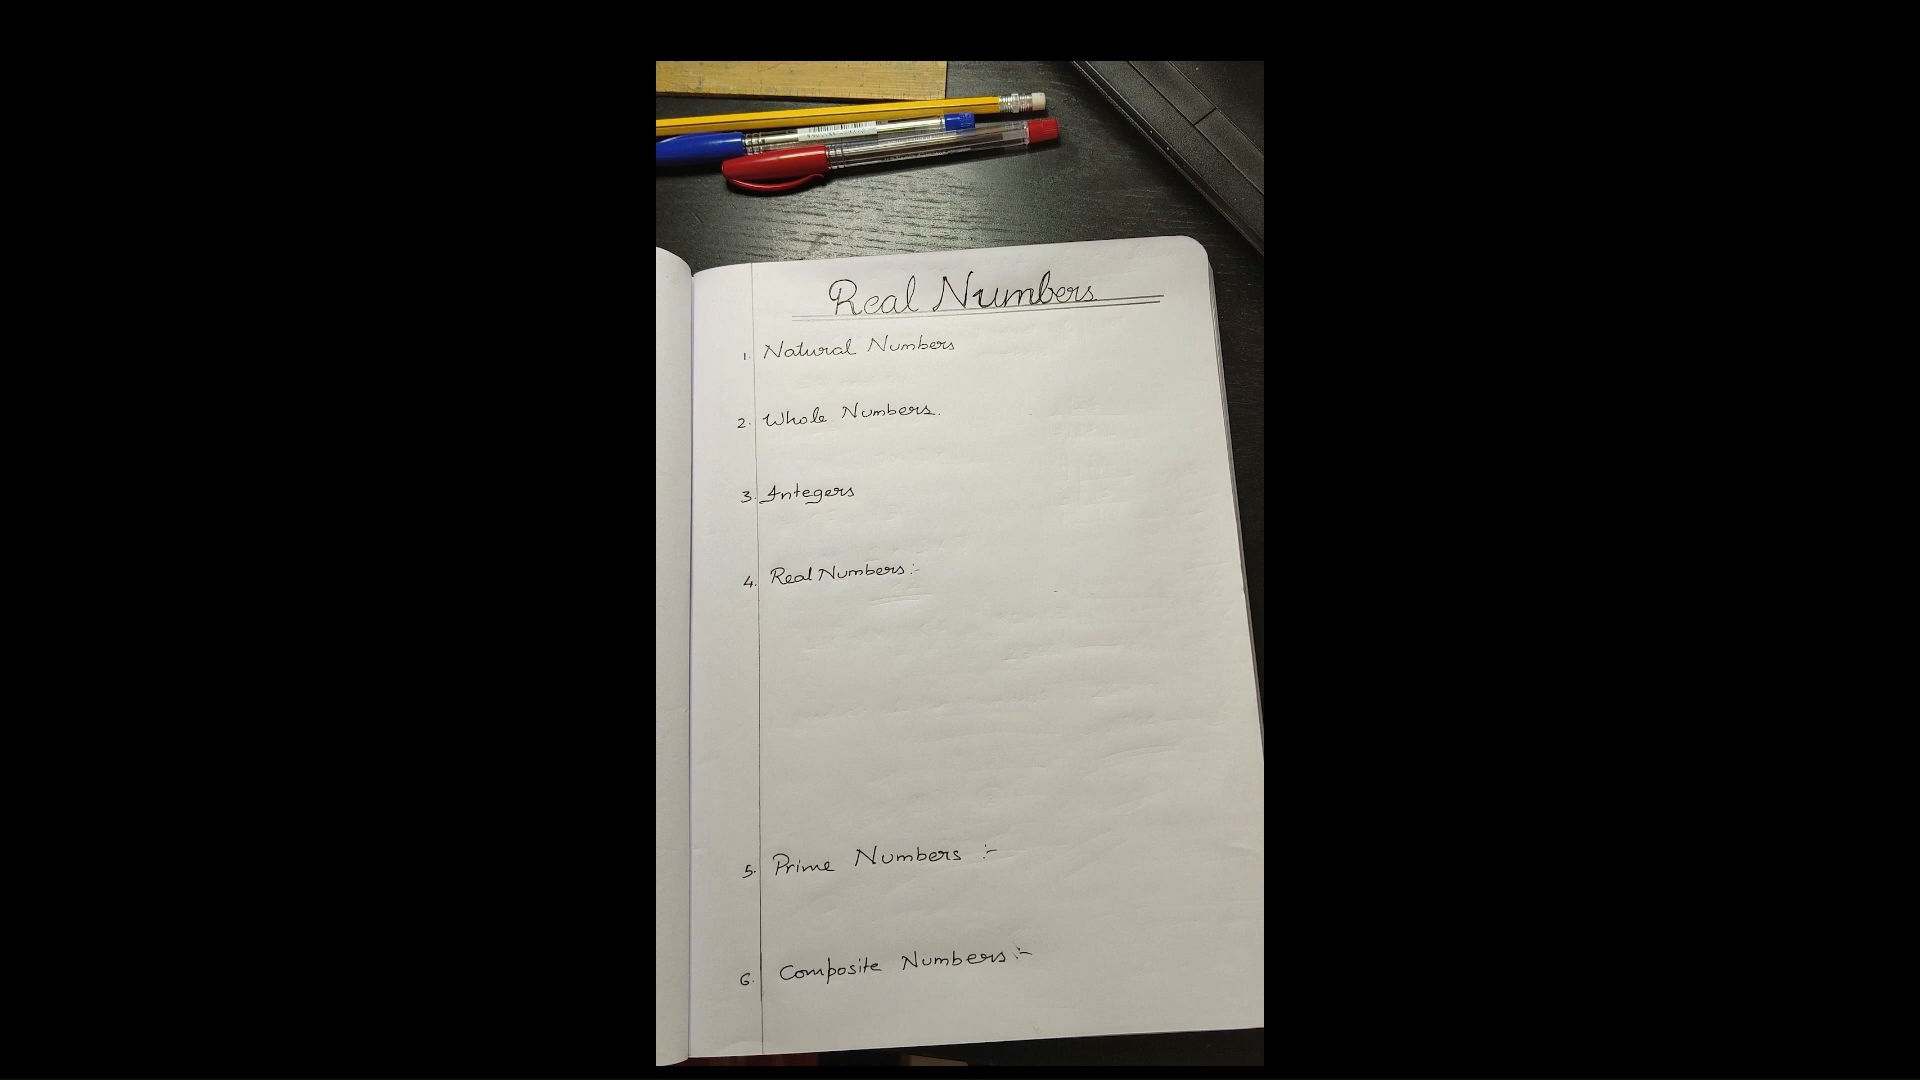 Real Numbers
1. Natural Numbers
2. Whole Numbers.
3. Integers
4. Real Numbers:-
5. Prime Numbers :-
6. Composite Numbers:-